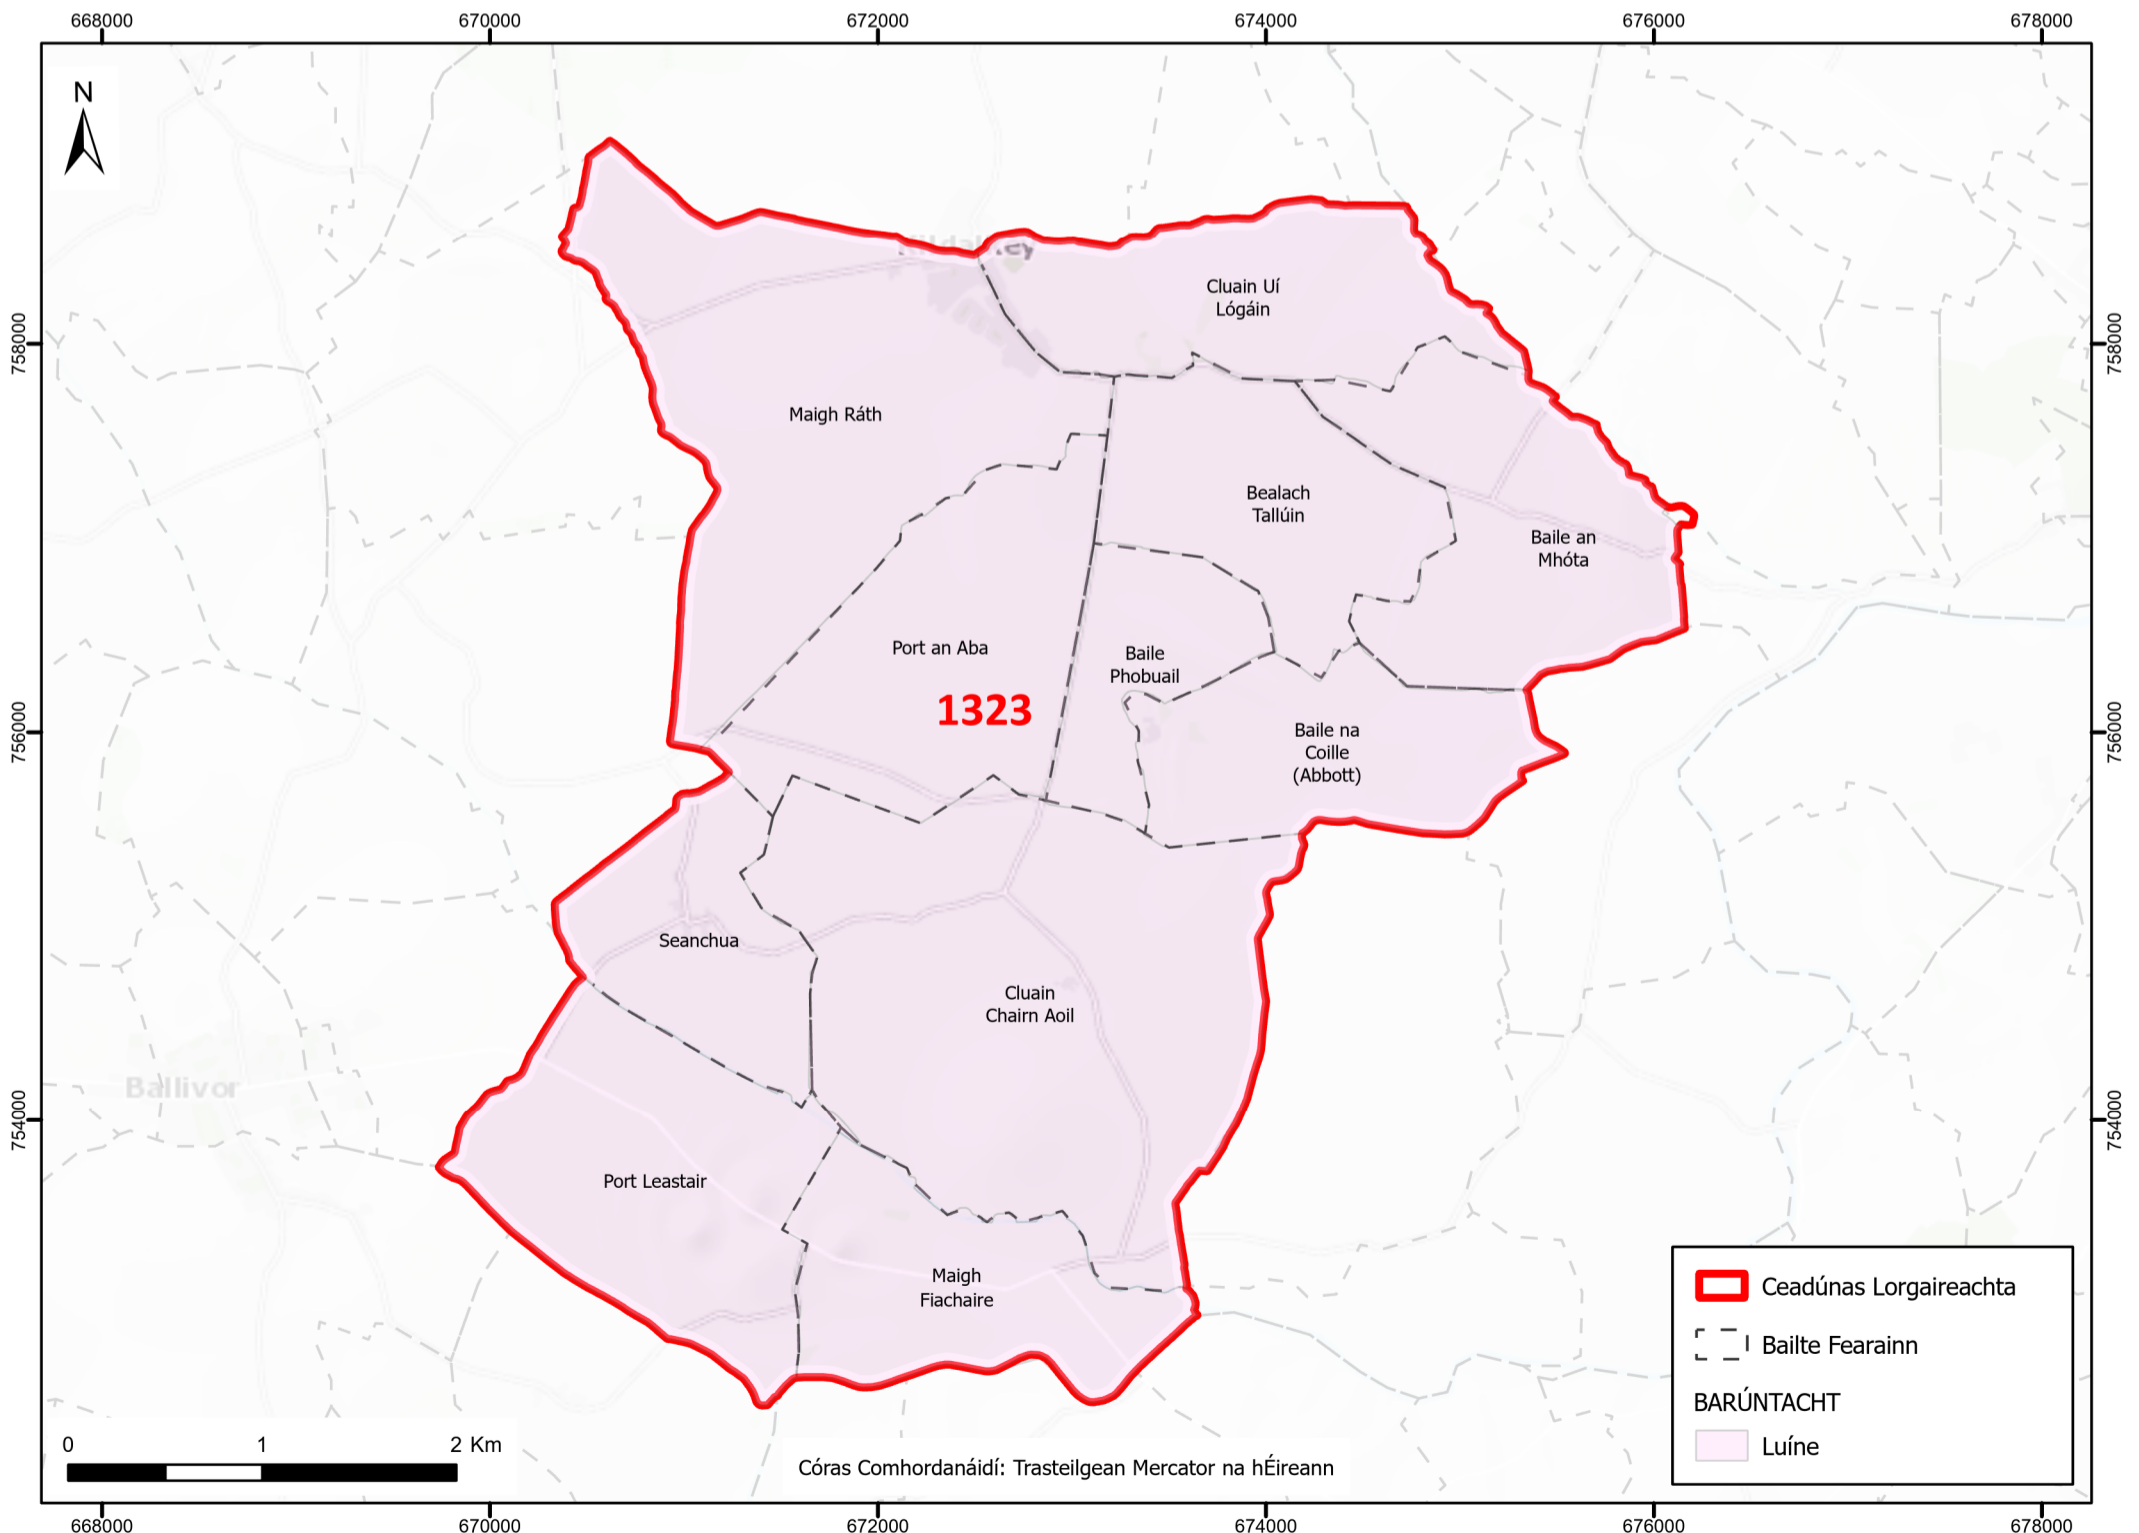 668000 670000 672000 674000 676000 678000
N
758000
756000
754000
758000
756000
754000
Cluain Uí
Lógáin
Maigh Ráth
Bealach
Tallúin
Baile an
Mhóta
Port an Aba
Baile
Phobuail
1323
Baile na
Coille
(Abbott)
Seanchua
Cluain
Chairn Aoil
Ballivor
Port Leastair
Maigh
Fiachaire
Ceadúnas Lorgaireachta
Bailte Fearainn
BARÚNTACHT
Luíne
0 1 2 Km
Córas Comhordanáidí: Trasteilgean Mercator na hÉireann
668000 670000 672000 674000 676000 678000